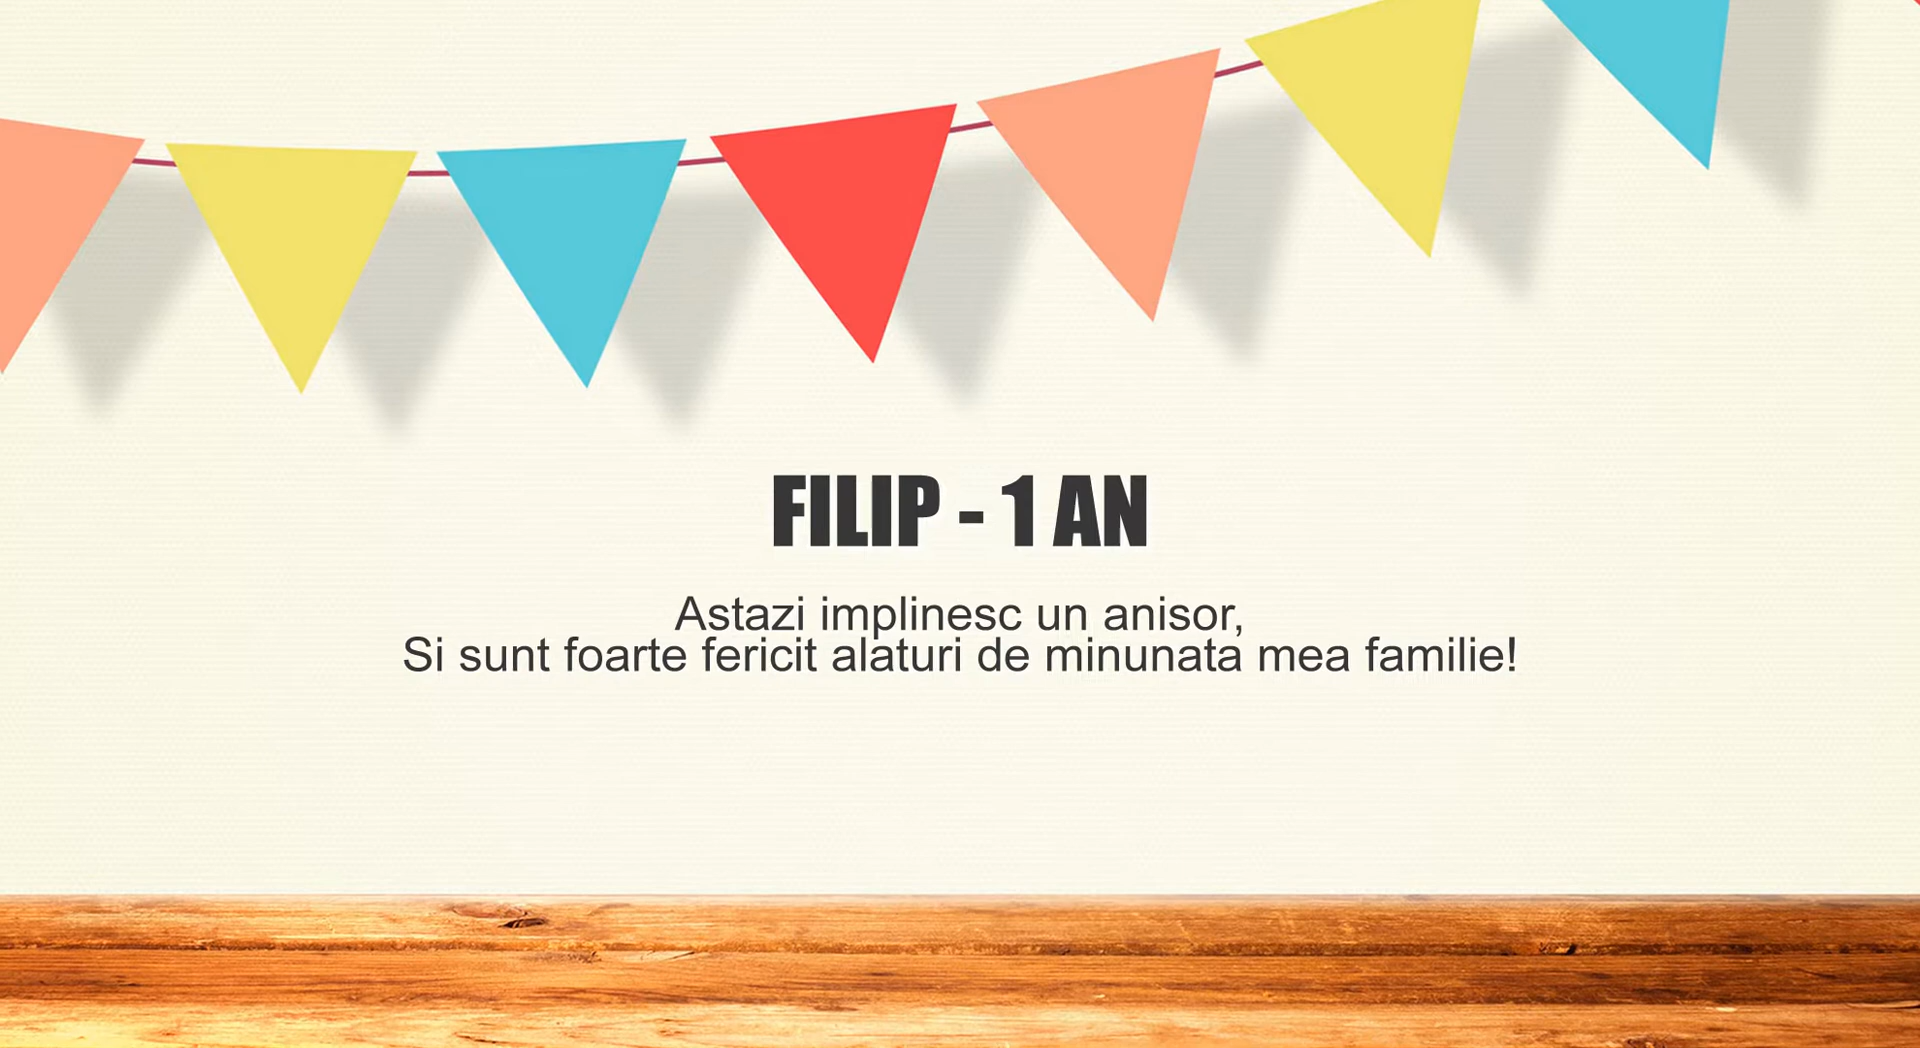 FILIP - 1 AN
Astazi implinesc un anisor,
Si sunt foarte fericit alaturi de minunata mea familie!